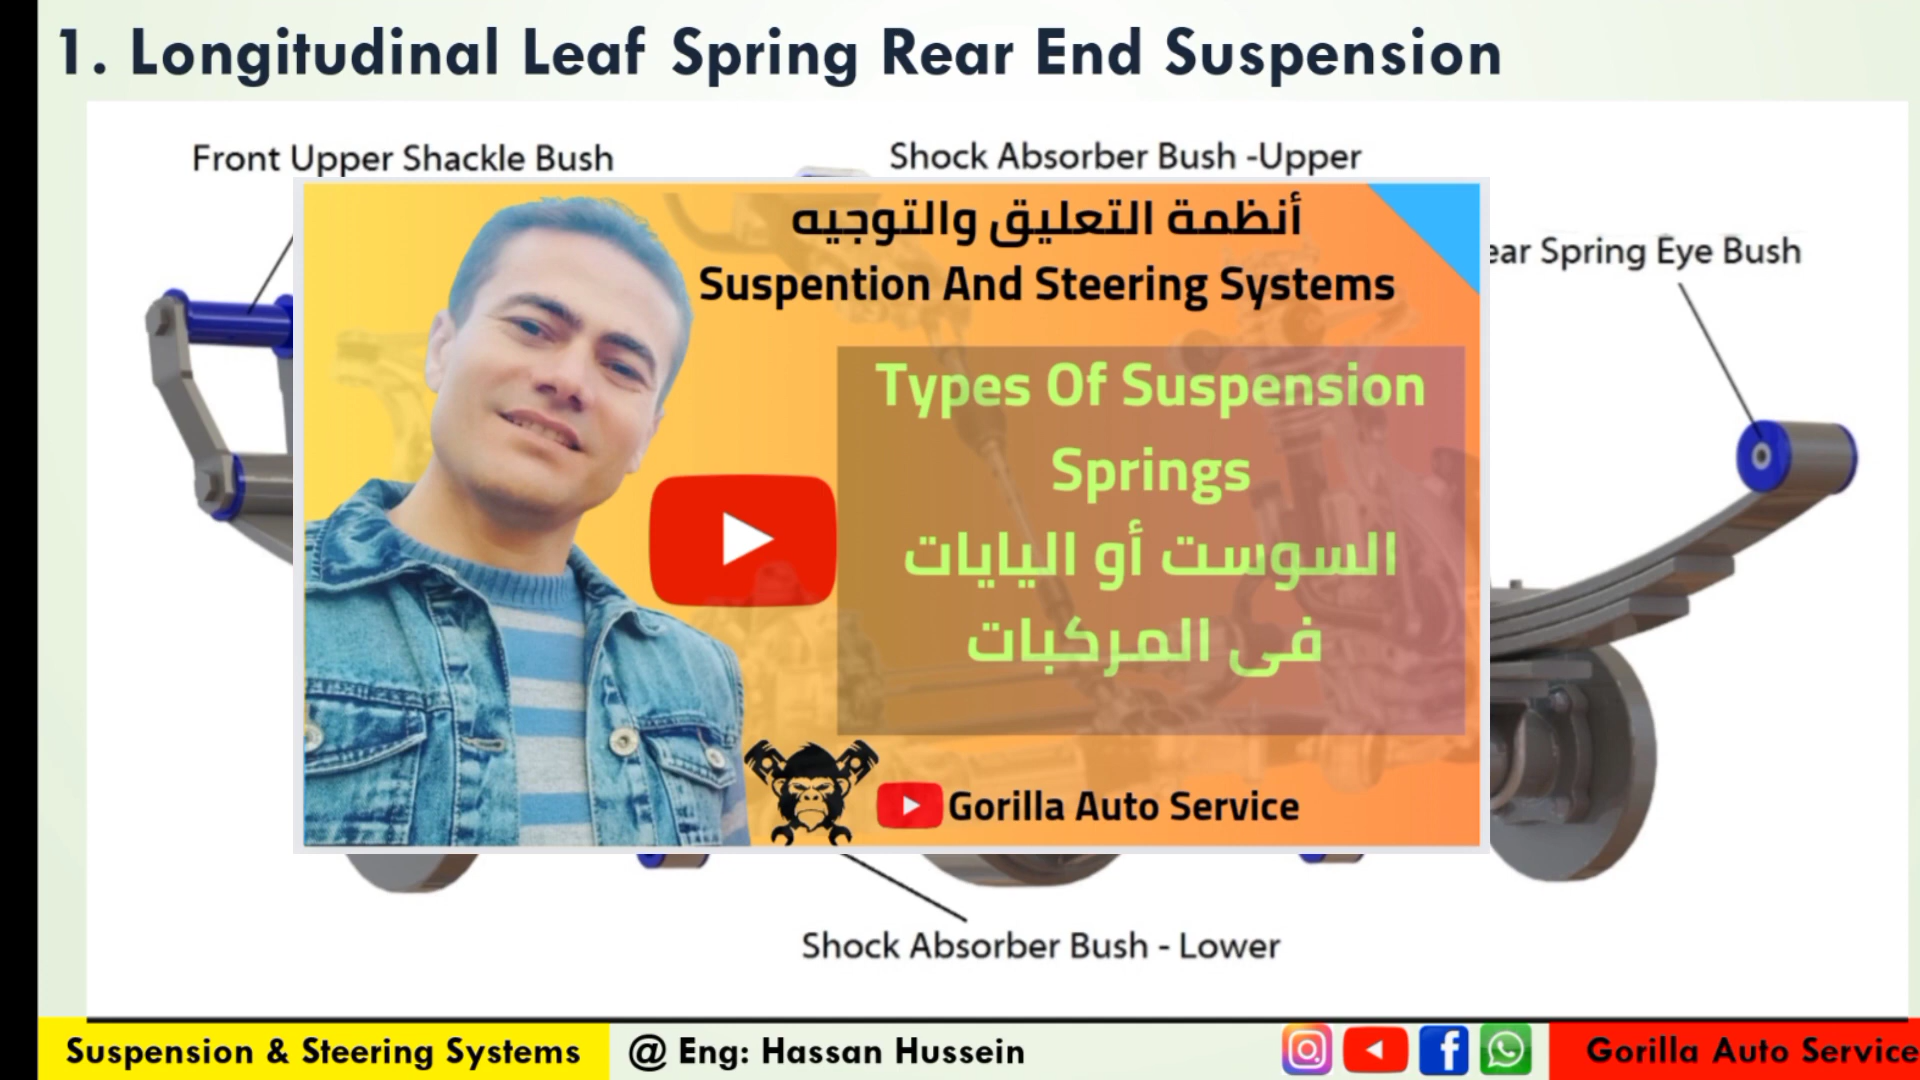 1. Longitudinal Leaf Spring Rear End Suspension
Front Upper Shackle Bush
Shock Absorber Bush -Upper
Spring Eye Bush
أنظمة التعليق والتوجيه
Suspention And Steering Systems
Types Of Suspension
Springs
السوست أو اليايات
فى المركبات
Gorilla Auto Service
Shock Absorber Bush - Lower
Suspension & Steering Systems
@ Eng: Hassan Hussein
Gorilla Auto Service